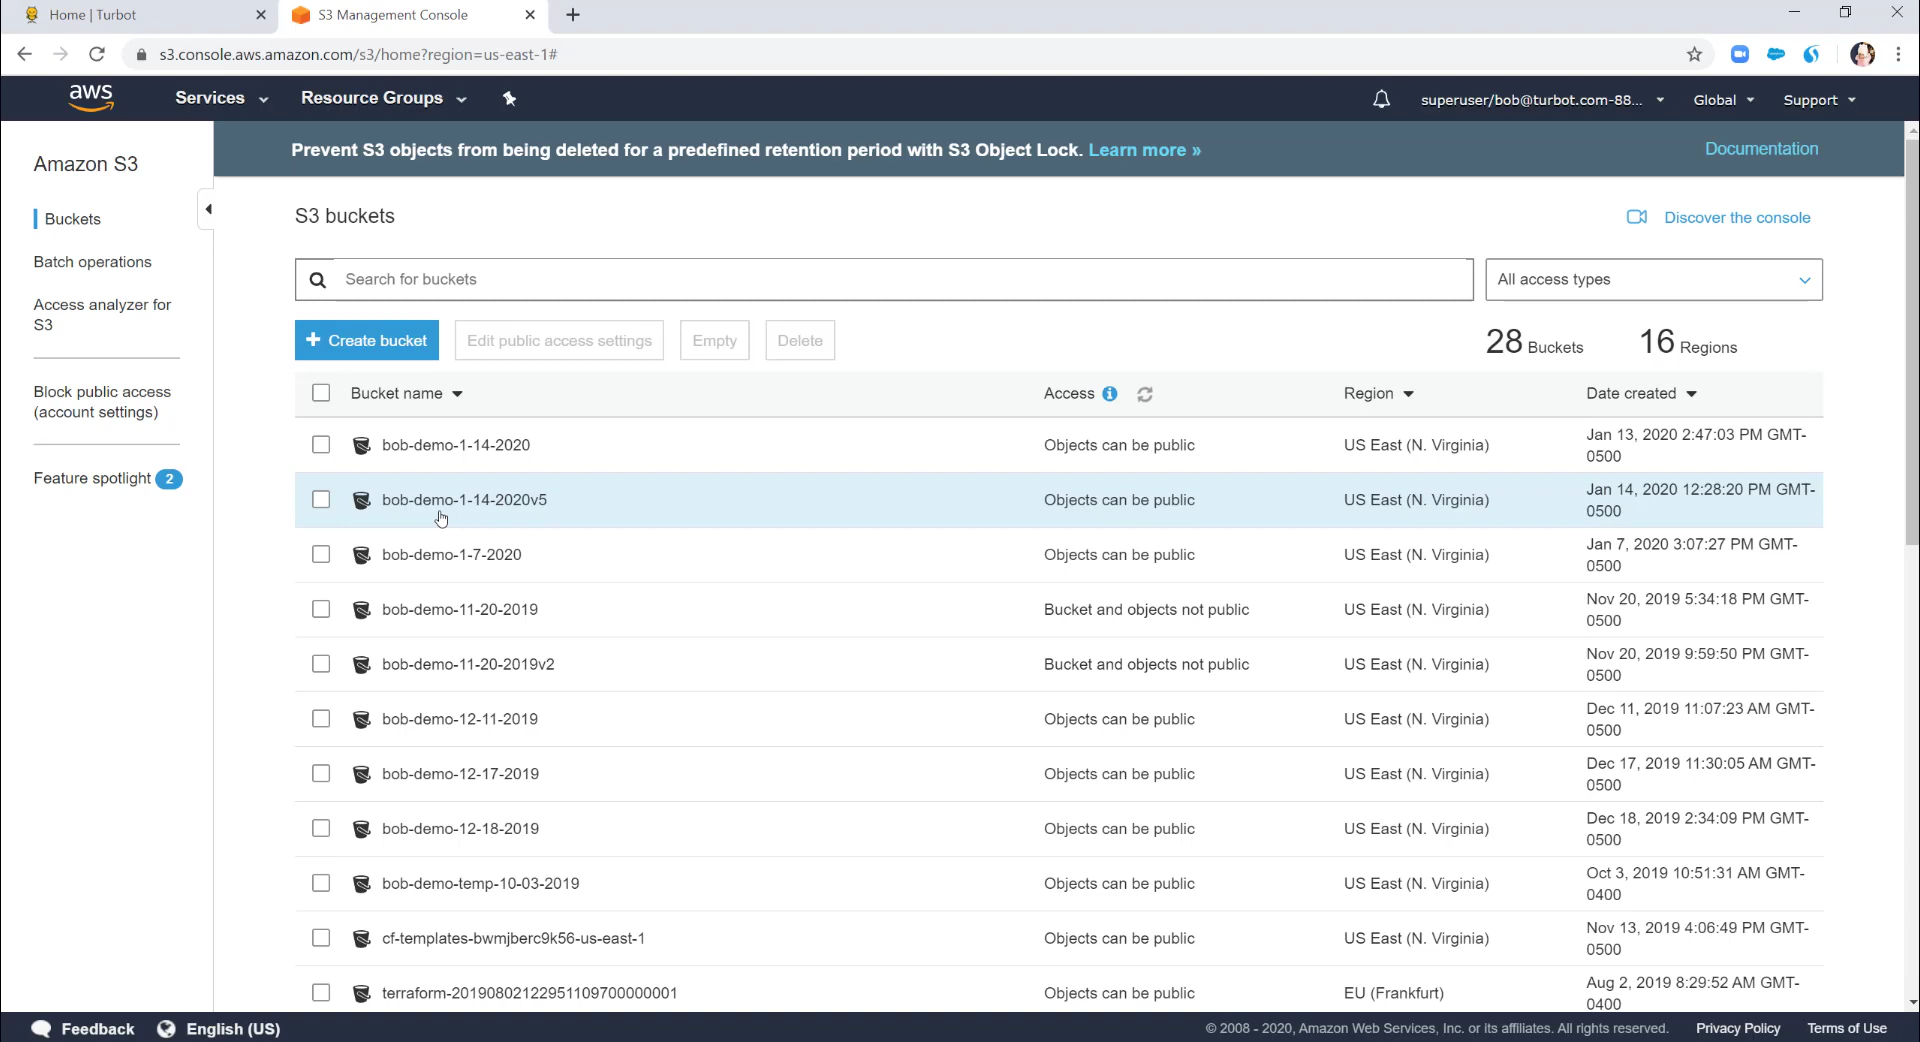 Home | Turbot
S3 Management Console
s3.console.aws.amazon.com/s3/home?region=us-east-1#
aws
Services
Resource Groups
superuser/bob@turbot.com-88...
Global
Support
Amazon S3
Buckets
Batch operations
Access analyzer for
S3
Block public access
(account settings)
Feature spotlight 2
Prevent S3 objects from being deleted for a predefined retention period with S3 Object Lock. Learn more »
Documentation
S3 buckets
Discover the console
Search for buckets
All access types
+ Create bucket
Edit public access settings
Empty
Delete
28 Buckets
16 Regions
Bucket name
Access
Region
Date created
bob-demo-1-14-2020
Objects can be public
US East (N. Virginia)
Jan 13, 2020 2:47:03 PM GMT-
0500
bob-demo-1-14-2020v5
Objects can be public
US East (N. Virginia)
Jan 14, 2020 12:28:20 PM GMT-
0500
bob-demo-1-7-2020
Objects can be public
US East (N. Virginia)
Jan 7, 2020 3:07:27 PM GMT-
0500
bob-demo-11-20-2019
Bucket and objects not public
US East (N. Virginia)
Nov 20, 2019 5:34:18 PM GMT-
0500
bob-demo-11-20-2019v2
Bucket and objects not public
US East (N. Virginia)
Nov 20, 2019 9:59:50 PM GMT-
0500
bob-demo-12-11-2019
Objects can be public
US East (N. Virginia)
Dec 11, 2019 11:07:23 AM GMT-
0500
bob-demo-12-17-2019
Objects can be public
US East (N. Virginia)
Dec 17, 2019 11:30:05 AM GMT-
0500
bob-demo-12-18-2019
Objects can be public
US East (N. Virginia)
Dec 18, 2019 2:34:09 PM GMT-
0500
bob-demo-temp-10-03-2019
Objects can be public
US East (N. Virginia)
Oct 3, 2019 10:51:31 AM GMT-
0400
cf-templates-bwmjberc9k56-us-east-1
Objects can be public
US East (N. Virginia)
Nov 13, 2019 4:06:49 PM GMT-
0500
terraform-20190802122951109700000001
Objects can be public
EU (Frankfurt)
Aug 2, 2019 8:29:52 AM GMT-
0400
Feedback
English (US)
© 2008 - 2020, Amazon Web Services, Inc. or its affiliates. All rights reserved.
Privacy Policy
Terms of Use